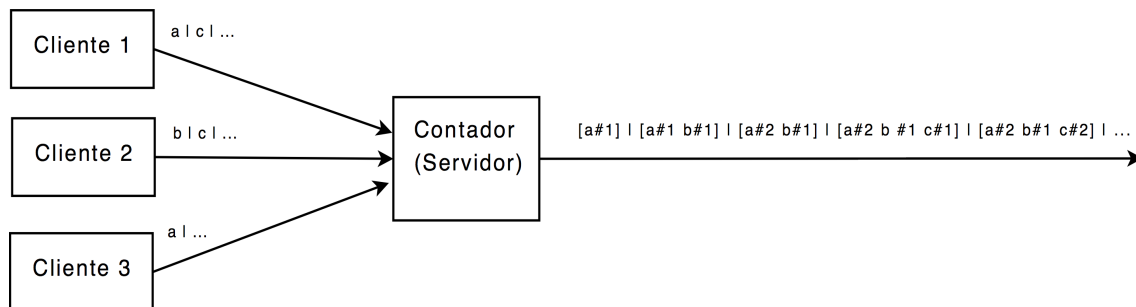 Cliente 1
a | c | ...
Cliente 2
b | c | ...
Cliente 3
a | ...
Contador
(Servidor)
[a#1] | [a#1 b#1] | [a#2 b#1] | [a#2 b #1 c#1] | [a#2 b#1 c#2] | ...